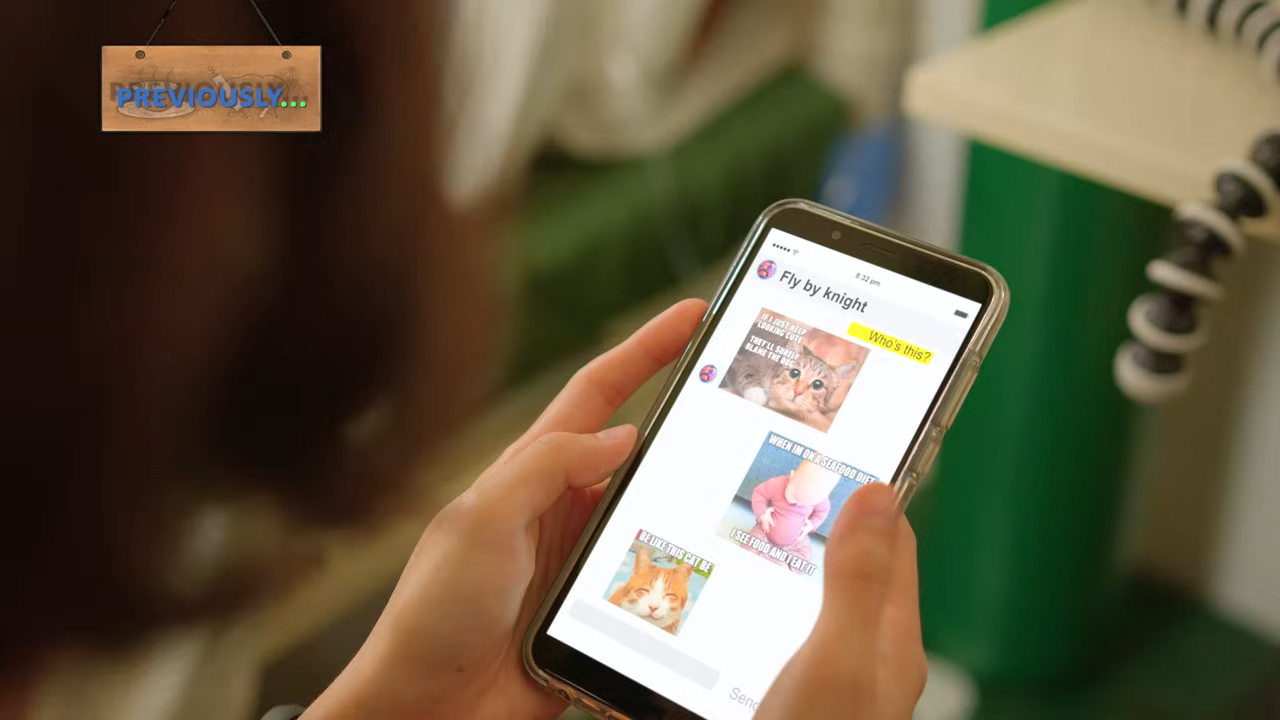 PREVIOUSLY...
8:32 pm
Fly by knight
Who's this?
IF I JUST KEEP
LOOKING CUTE
THEY'LL SURELY
BLAME THE DOG
WHEN IM ON A SEAFOOD DIET
I SEE FOOD AND I EAT IT
BE LIKE THIS CAT BE